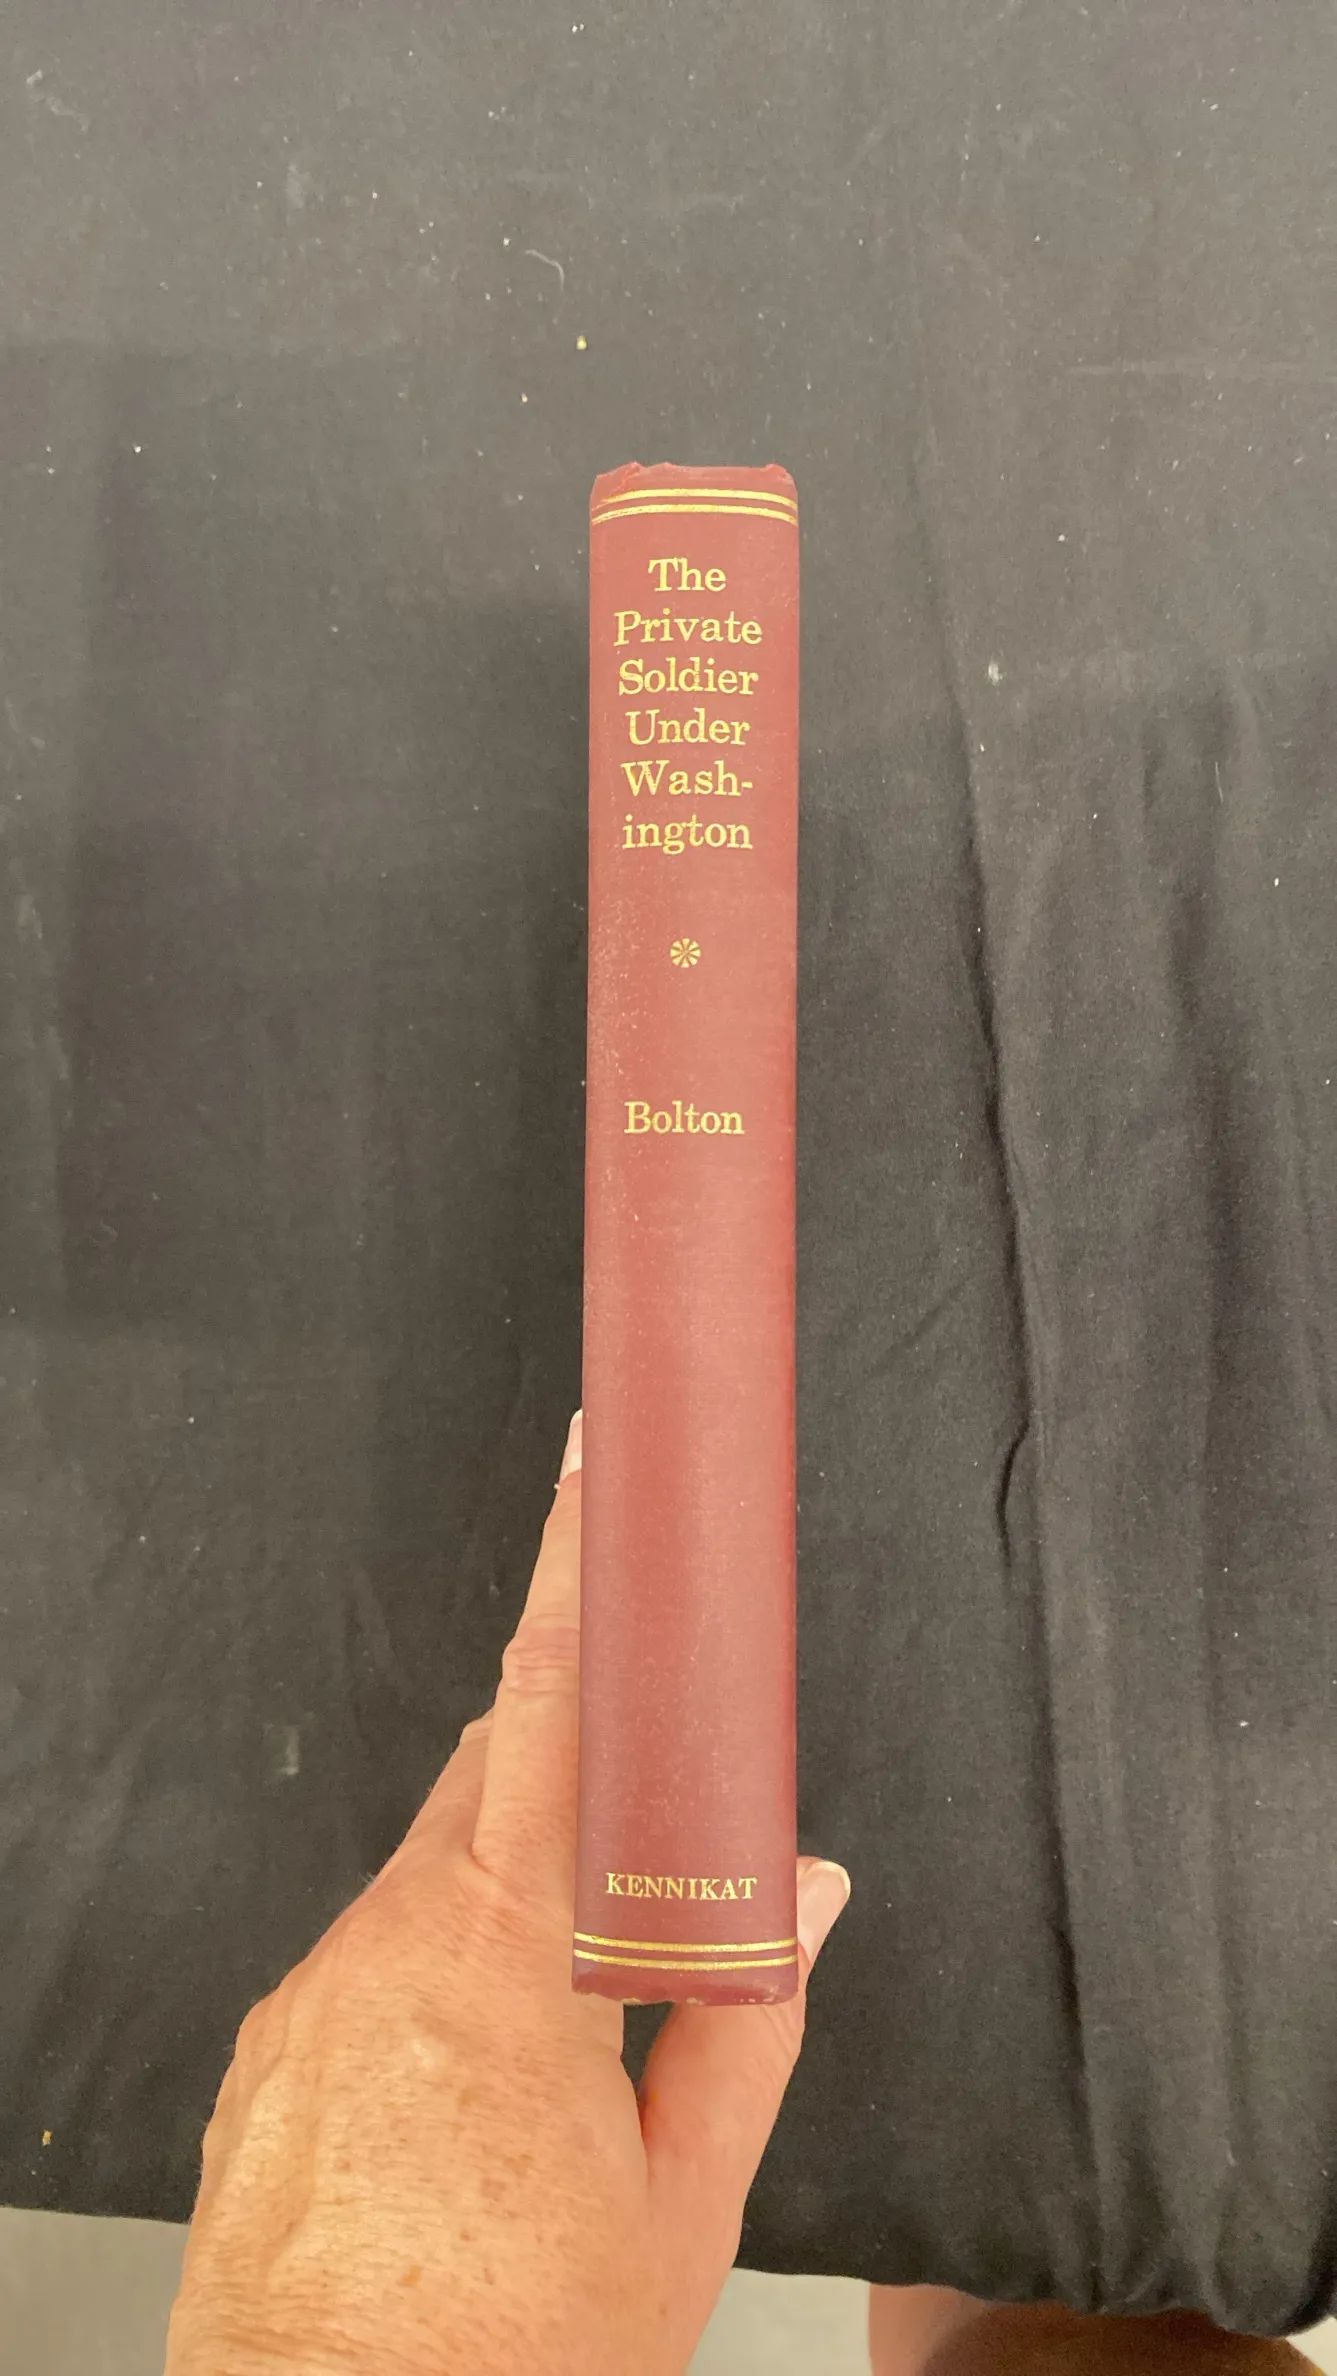 The
Private
Soldier
Under
Wash-
ington
Bolton
KENNIKAT